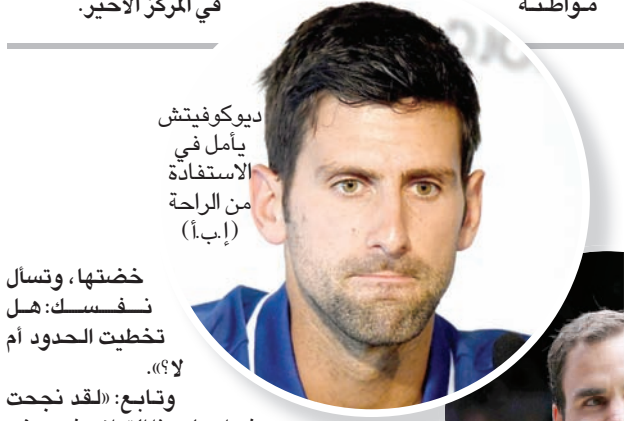 مواطنه
في المركز الأخير.
ديوكوفيتش
يأمل في
الاستفادة
من الراحة
(إ.ب.أ)
خضتها، وتسأل
نفسك: هل
تخطيت الحدود أم
لا؟».
وتابع: «لقد نجحت